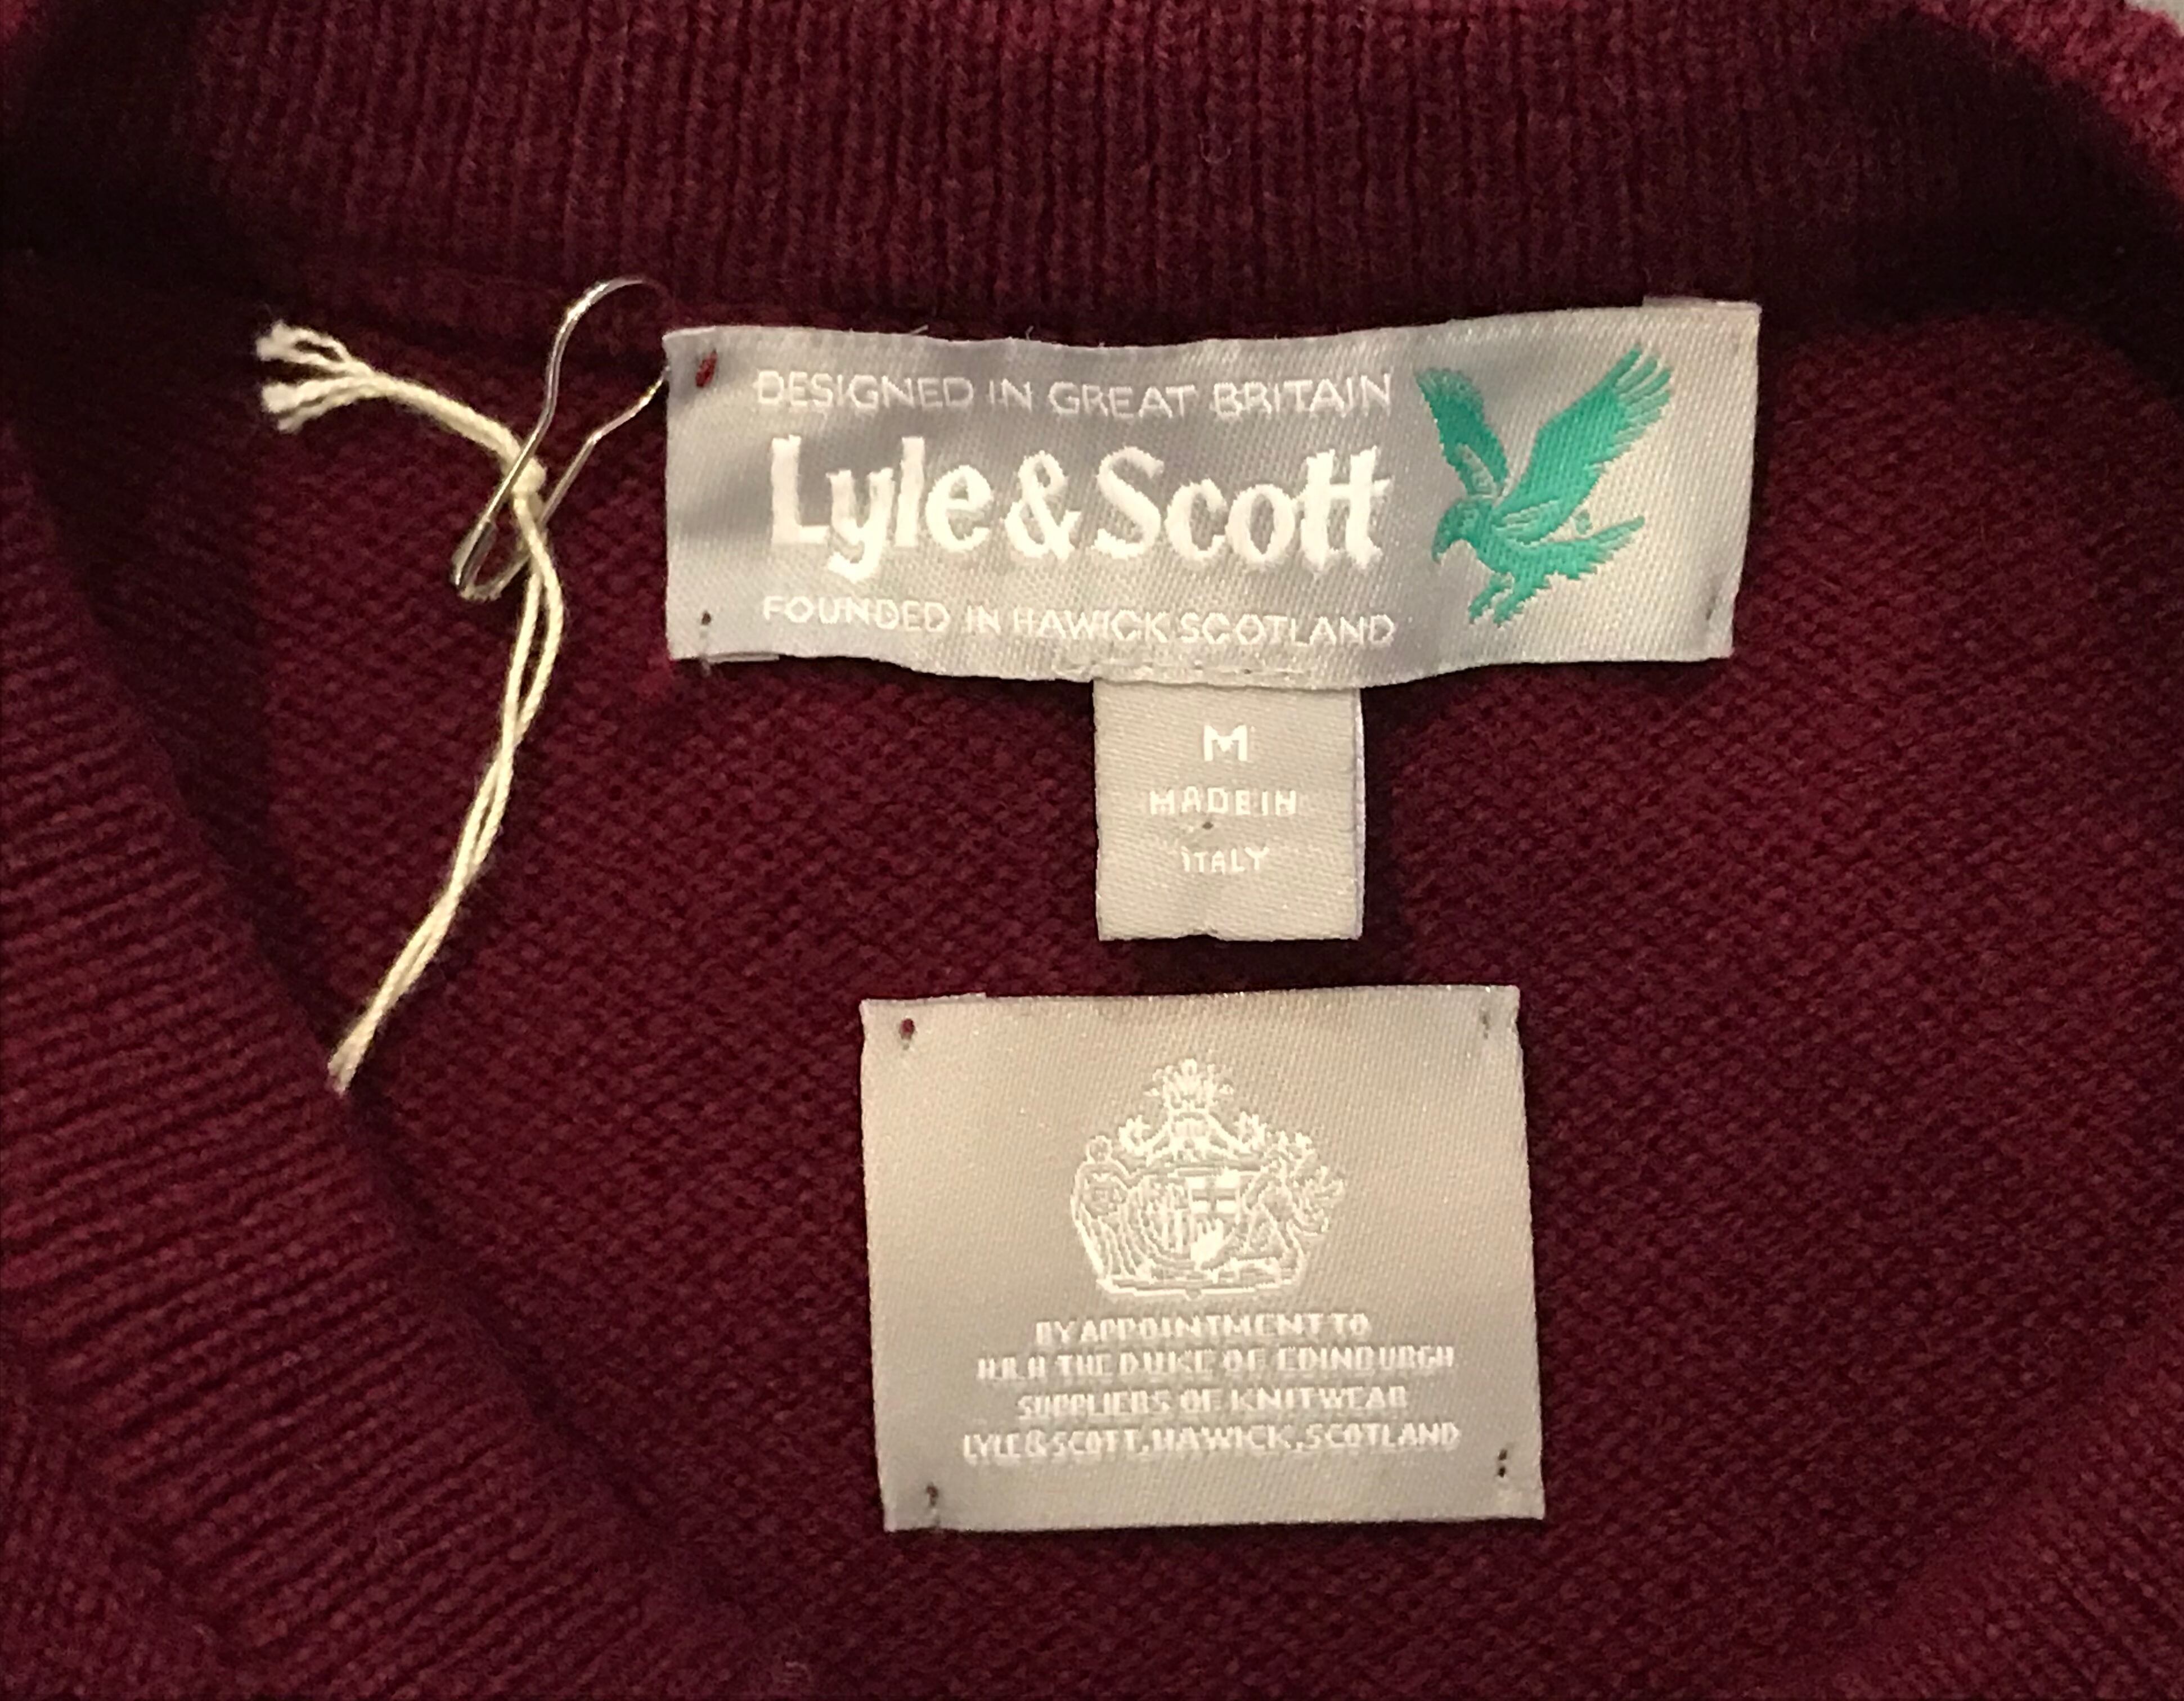 DESIGNED IN GREAT BRITAIN
Lyle & Scott
FOUNDED IN HAWICK SCOTLAND
M
MADE IN
ITALY
BY APPOINTMENT TO
H.R.H THE DUKE OF EDINBURGH
SUPPLIERS OF KNITWEAR
LYLE & SCOTT, HAWICK, SCOTLAND